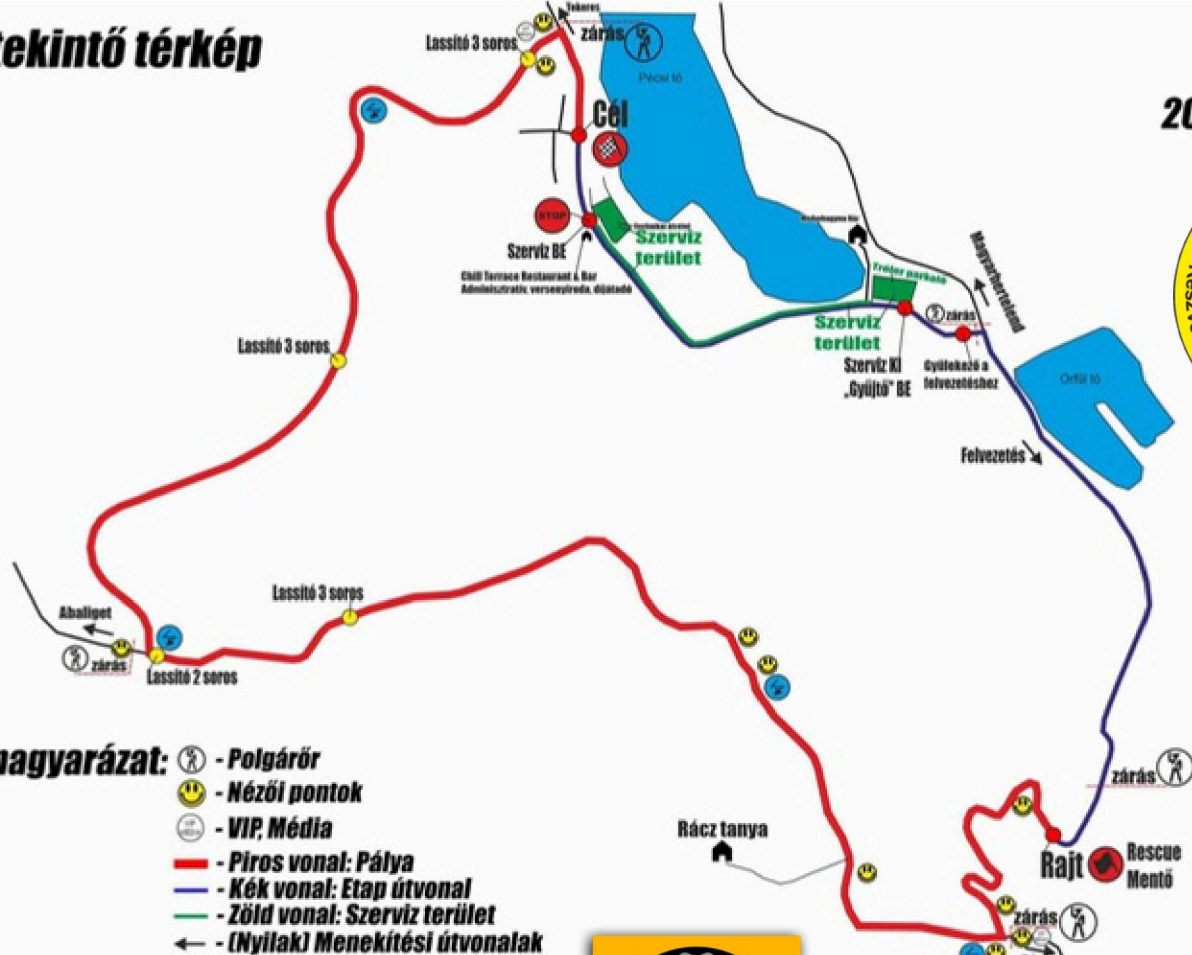 tekintő térkép
Tekeres
zárás
Lassító 3 soros
Pécsi tó
20
Cél
STOP
Szerviz
terület
Szerviz BE
Chill Terrace Restaurant & Bar
Adminisztratív, versenyiroda, díjátadó
Magyarhertelend
Tréler parkoló
zárás
Szerviz
terület
Szerviz KI
„Gyűjtő” BE
Gyülekező a
felvezetéshez
Orfűi tó
Lassító 3 soros
Felvezetés
Lassító 3 soros
Abaliget
zárás
Lassító 2 soros
zárás
magyarázat:
- Polgárőr
- Nézői pontok
- VIP, Média
- Piros vonal: Pálya
- Kék vonal: Etap útvonal
- Zöld vonal: Szerviz terület
- (Nyilak) Menekítési útvonalak
Rácz tanya
Rajt
Rescue
Mentő
zárás